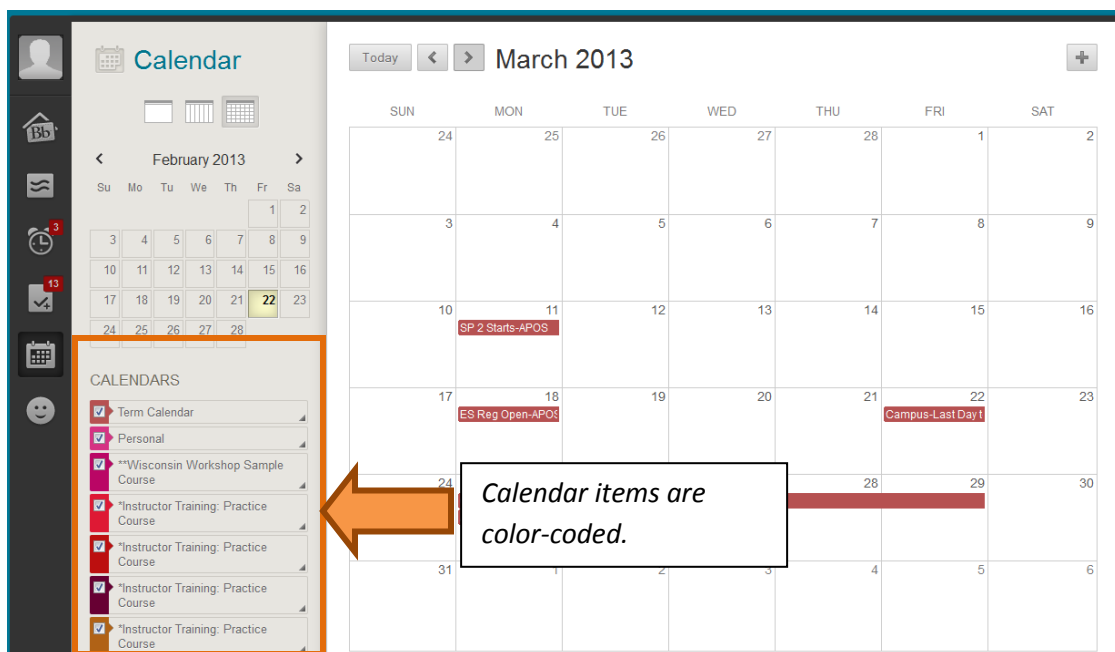 Calendar
Today < > March 2013 +
Bb
3
13
< February 2013 >
Su Mo Tu We Th Fr Sa
1 2
3 4 5 6 7 8 9
10 11 12 13 14 15 16
17 18 19 20 21 22 23
24 25 26 27 28
CALENDARS
Term Calendar
Personal
**Wisconsin Workshop Sample
Course
*Instructor Training: Practice
Course
*Instructor Training: Practice
Course
*Instructor Training: Practice
Course
*Instructor Training: Practice
Course
SUN MON TUE WED THU FRI SAT
24 25 26 27 28 1 2
3 4 5 6 7 8 9
10 11 12 13 14 15 16
SP 2 Starts-APOS
17 18 19 20 21 22 23
ES Reg Open-APOS Campus-Last Day t
24 28 29 30
Calendar items are
color-coded.
31 1 2 3 4 5 6